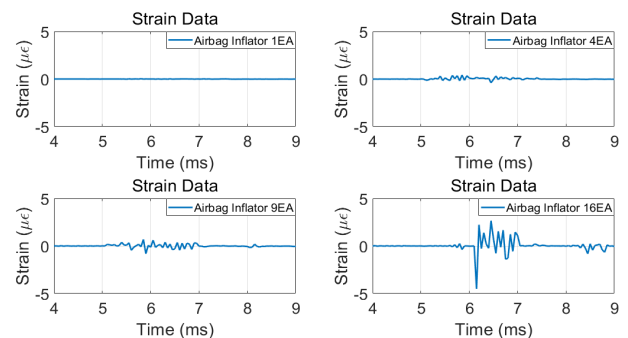 Strain Data
5
Airbag Inflator 1EA
Strain (με)
0
-5
4 5 6 7 8 9
Time (ms)
Strain Data
5
Airbag Inflator 4EA
Strain (με)
0
-5
4 5 6 7 8 9
Time (ms)
Strain Data
5
Airbag Inflator 9EA
Strain (με)
0
-5
4 5 6 7 8 9
Time (ms)
Strain Data
5
Airbag Inflator 16EA
Strain (με)
0
-5
4 5 6 7 8 9
Time (ms)